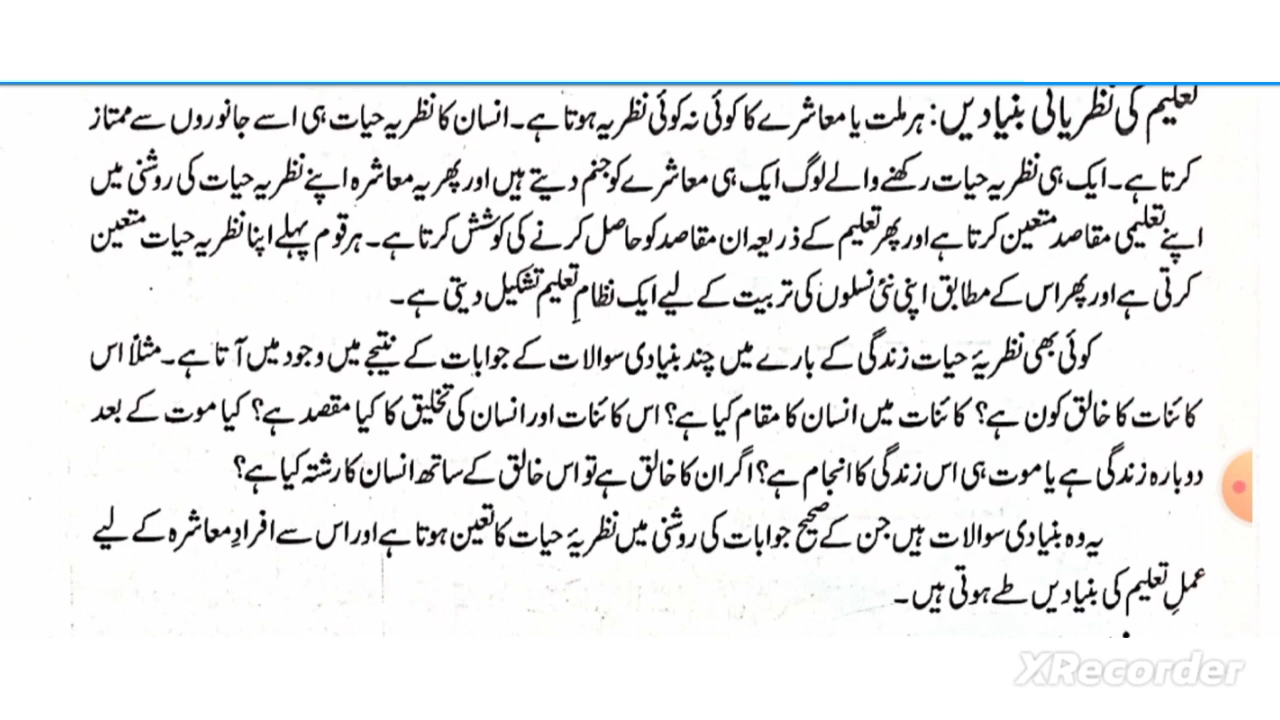 تعلیم کی نظریاتی بنیادیں: ہر ملت یا معاشرے کا کوئی نہ کوئی نظریہ ہوتا ہے۔ انسان کا نظریہ حیات ہی اسے جانوروں سے ممتاز
کرتا ہے۔ ایک ہی نظریہ حیات رکھنے والے لوگ ایک ہی معاشرے کو جنم دیتے ہیں اور پھر یہ معاشرہ اپنے نظریہ حیات کی روشنی میں
اپنے تعلیمی مقاصد متعین کرتا ہے اور پھر تعلیم کے ذریعہ ان مقاصد کو حاصل کرنے کی کوشش کرتا ہے۔ ہر قوم پہلے اپنا نظریہ حیات متعین
کرتی ہے اور پھر اس کے مطابق اپنی نئی نسلوں کی تربیت کے لیے ایک نظامِ تعلیم تشکیل دیتی ہے۔
کوئی بھی نظریۂ حیات زندگی کے بارے میں چند بنیادی سوالات کے جوابات کے نتیجے میں وجود میں آتا ہے۔ مثلاً اس
کائنات کا خالق کون ہے؟ کائنات میں انسان کا مقام کیا ہے؟ اس کائنات اور انسان کی تخلیق کا کیا مقصد ہے؟ کیا موت کے بعد
دوبارہ زندگی ہے یا موت ہی اس زندگی کا انجام ہے؟ اگر ان کا خالق ہے تو اس خالق کے ساتھ انسان کا رشتہ کیا ہے؟
یہ وہ بنیادی سوالات ہیں جن کے صحیح جوابات کی روشنی میں نظریۂ حیات کا تعین ہوتا ہے اور اس سے افرادِ معاشرہ کے لیے
عملِ تعلیم کی بنیادیں طے ہوتی ہیں۔
XRecorder